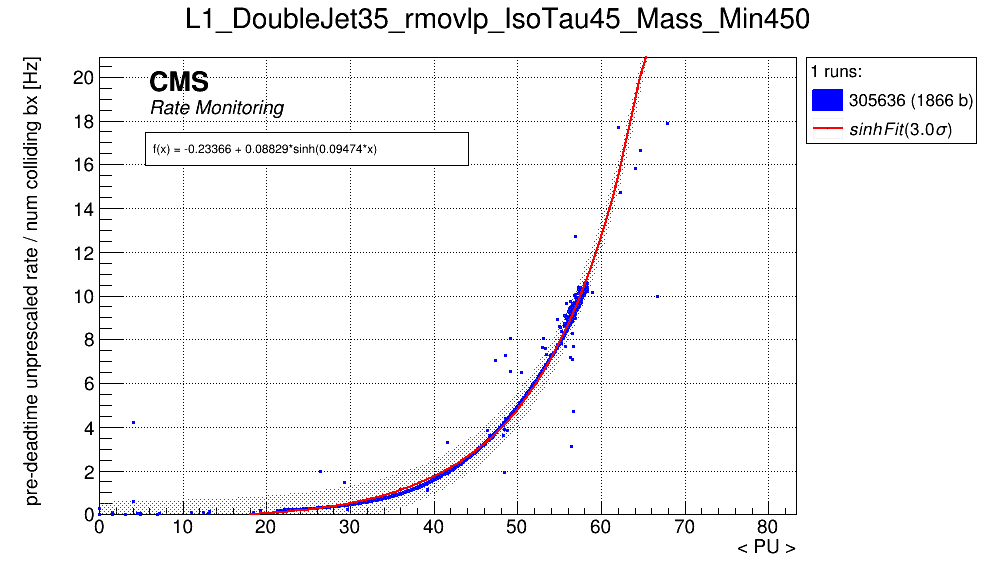 L1_DoubleJet35_rmovlp_IsoTau45_Mass_Min450
pre-deadtime unprescaled rate / num colliding bx [Hz]
CMS
Rate Monitoring
f(x) = -0.23366 + 0.08829*sinh(0.09474*x)
1 runs:
305636 (1866 b)
sinhFit(3.0σ)
20
18
16
14
12
10
8
6
4
2
0
0 10 20 30 40 50 60 70 80
< PU >